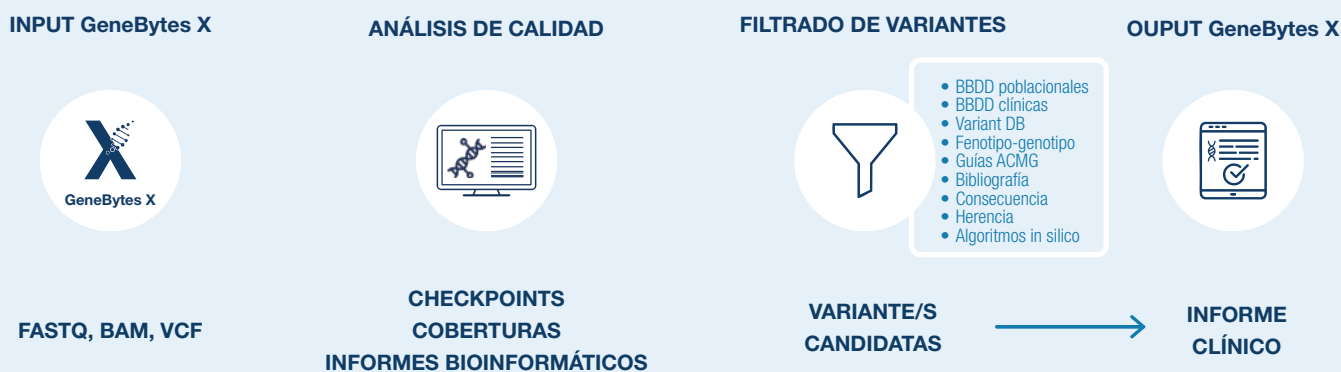 INPUT GeneBytes X
ANÁLISIS DE CALIDAD
FILTRADO DE VARIANTES
OUPUT GeneBytes X
GeneBytes X
• BBDD poblacionales
• BBDD clínicas
• Variant DB
• Fenotipo-genotipo
• Guías ACMG
• Bibliografía
• Consecuencia
• Herencia
• Algoritmos in silico
FASTQ, BAM, VCF
CHECKPOINTS
COBERTURAS
INFORMES BIOINFORMÁTICOS
VARIANTE/S
CANDIDATAS
INFORME
CLÍNICO